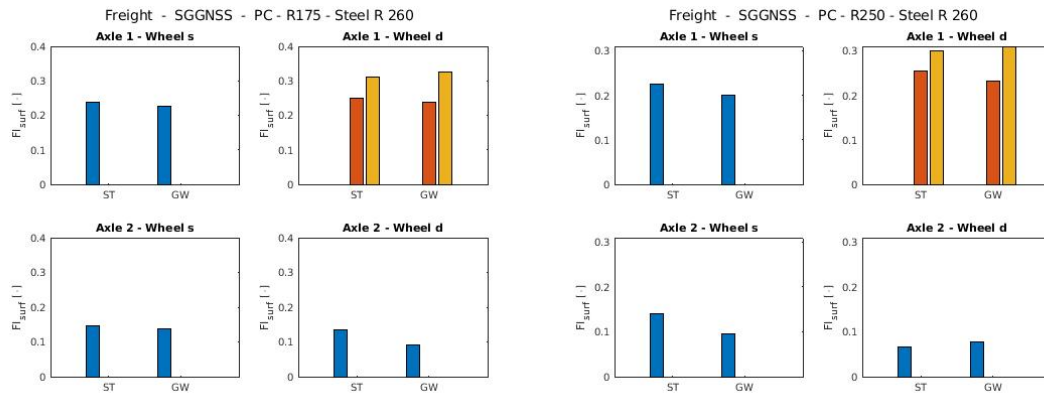 Freight - SGGNSS - PC - R175 - Steel R 260
Axle 1 - Wheel s
Axle 1 - Wheel d
0.4
0.3
0.2
0.1
0
FI_surf [-]
ST
GW
0.4
0.3
0.2
0.1
0
FI_surf [-]
ST
GW
Axle 2 - Wheel s
Axle 2 - Wheel d
0.4
0.3
0.2
0.1
0
FI_surf [-]
ST
GW
0.4
0.3
0.2
0.1
0
FI_surf [-]
ST
GW
Freight - SGGNSS - PC - R250 - Steel R 260
Axle 1 - Wheel s
Axle 1 - Wheel d
0.3
0.2
0.1
0
FI_surf [-]
ST
GW
0.3
0.2
0.1
0
FI_surf [-]
ST
GW
Axle 2 - Wheel s
Axle 2 - Wheel d
0.3
0.2
0.1
0
FI_surf [-]
ST
GW
0.3
0.2
0.1
0
FI_surf [-]
ST
GW